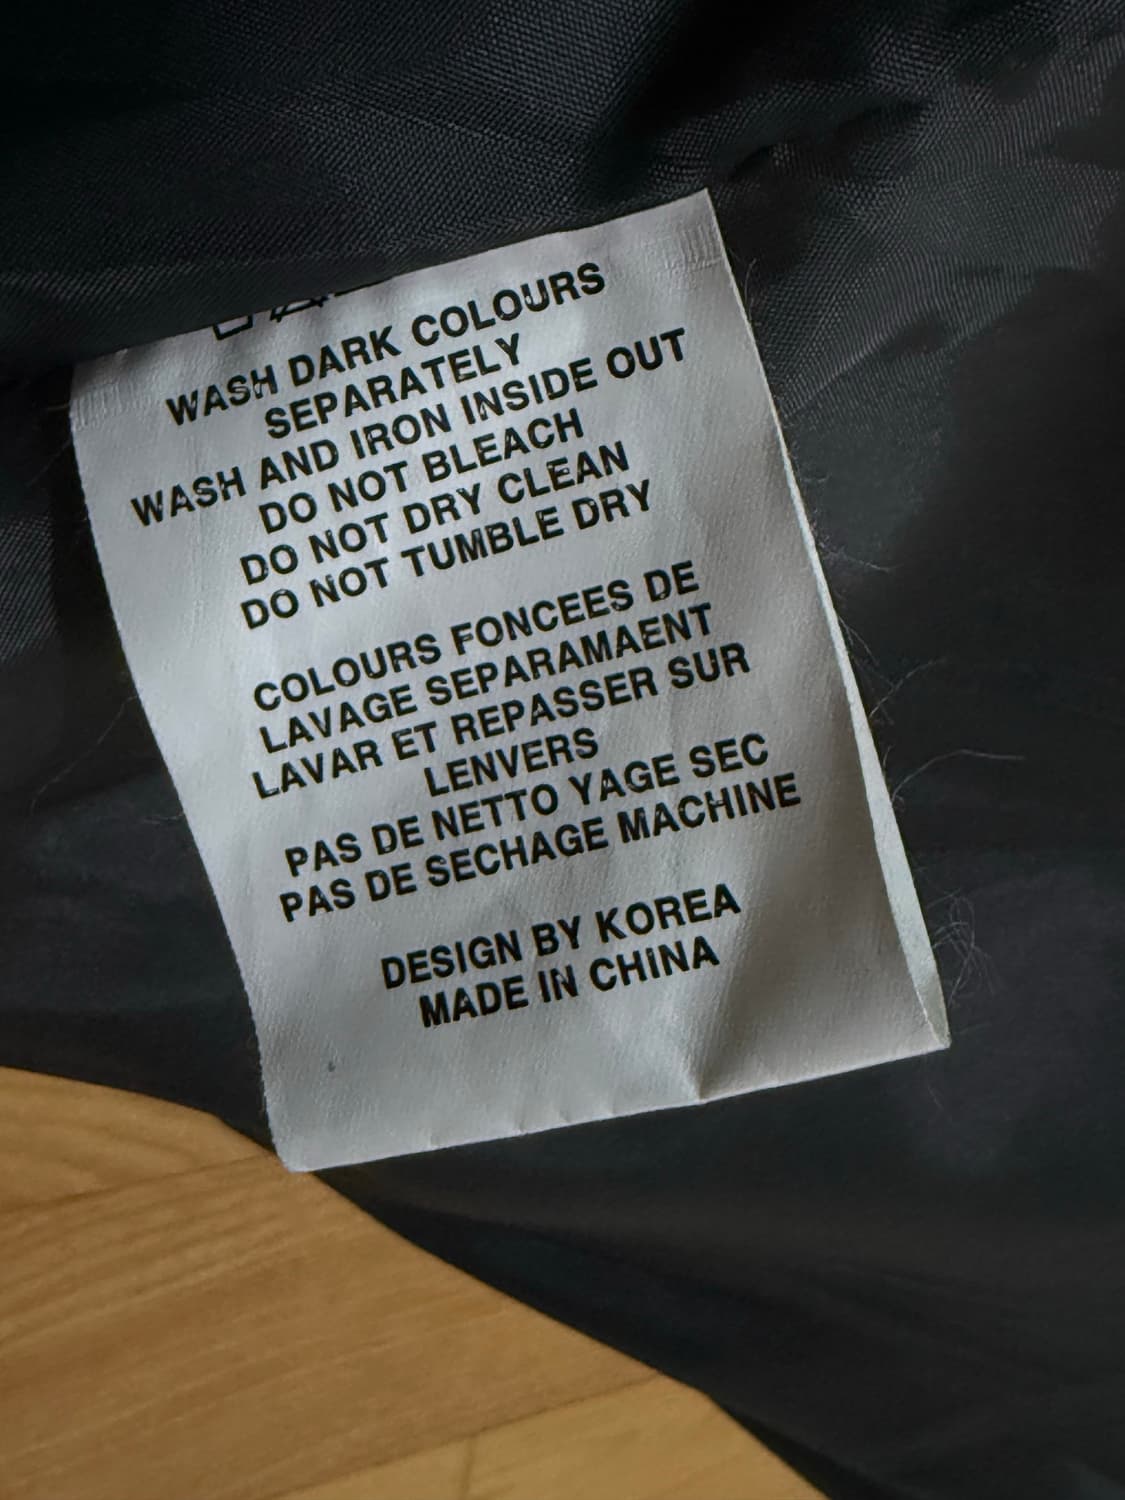 WASH DARK COLOURS
SEPARATELY
WASH AND IRON INSIDE OUT
DO NOT BLEACH
DO NOT DRY CLEAN
DO NOT TUMBLE DRY
COLOURS FONCEES DE
LAVAGE SEPARAMAENT
LAVAR ET REPASSER SUR
LENVERS
PAS DE NETTO YAGE SEC
PAS DE SECHAGE MACHINE
DESIGN BY KOREA
MADE IN CHINA